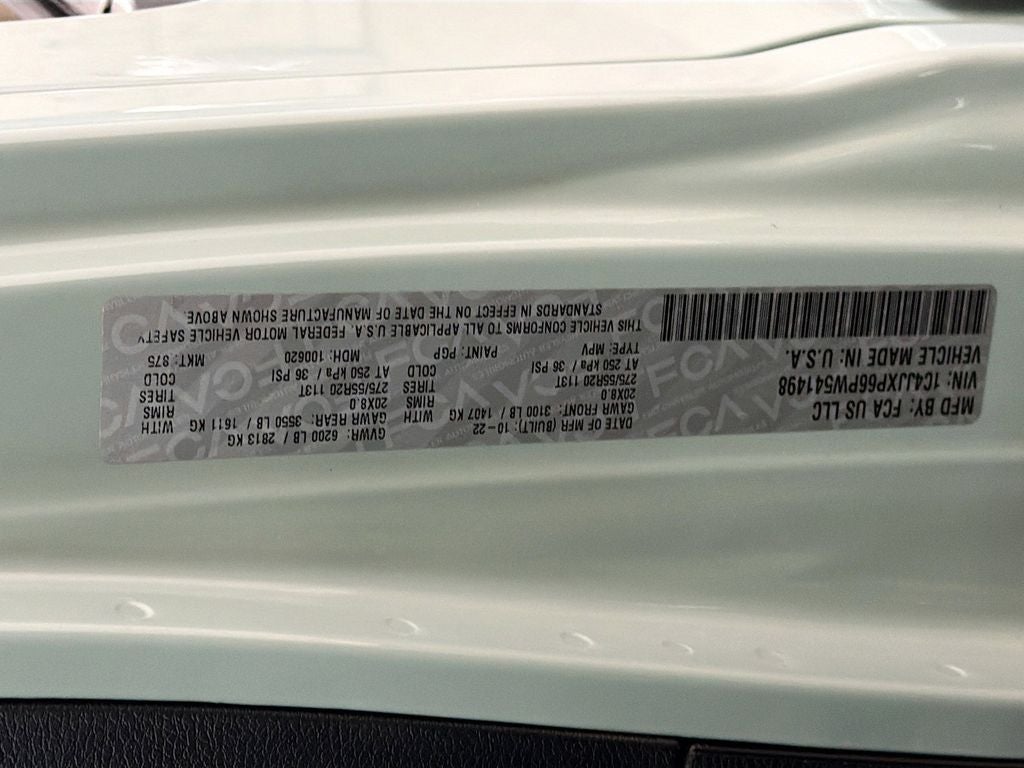 MFD BY: FCA US LLC
VIN: 1C4JJXP66PW541498
VEHICLE MADE IN: U.S.A.
DATE OF MFR (BUILT): 10-22
GAWR FRONT: 3100 LB / 1407 KG WITH
20X8.0 RIMS
275/55R20 113T TIRES
AT 250 kPa / 36 PSI COLD
TYPE: MPV PAINT: PGP
GVWR: 6200 LB / 2813 KG
GAWR REAR: 3550 LB / 1611 KG WITH
20X8.0 RIMS
275/55R20 113T TIRES
AT 250 kPa / 36 PSI COLD
MDH: 100620 MKT: 875
THIS VEHICLE CONFORMS TO ALL APPLICABLE U.S.A. FEDERAL MOTOR VEHICLE SAFETY
STANDARDS IN EFFECT ON THE DATE OF MANUFACTURE SHOWN ABOVE.